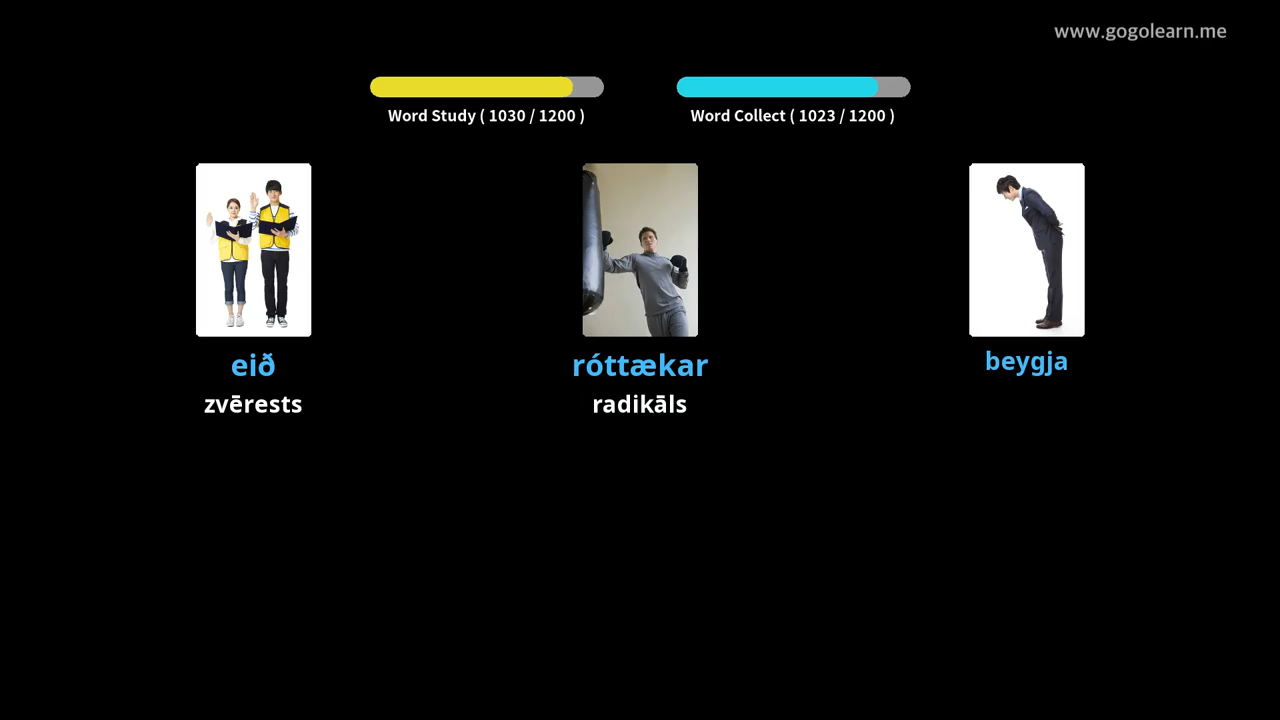 www.gogolearn.me
Word Study ( 1030 / 1200 )
Word Collect ( 1023 / 1200 )
eið
róttækar
beygja
zvērests
radikāls